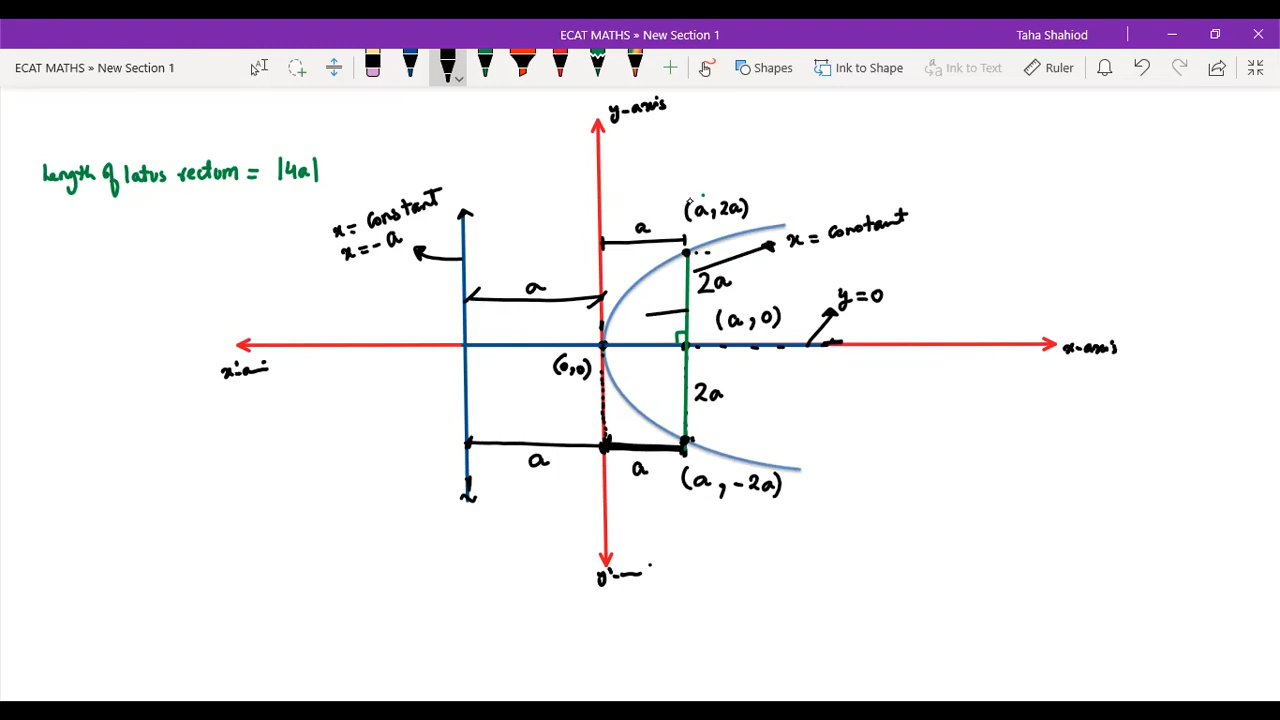 ECAT MATHS » New Section 1
Taha Shahiod
ECAT MATHS » New Section 1
Shapes
Ink to Shape
Ink to Text
Ruler
y-axis
Length of latus rectum = |4a|
x = constant
x = -a
(a, 2a)
a
x = constant
a
2a
y = 0
(a, 0)
(0,0)
x-axis
2a
a
a
(a, -2a)